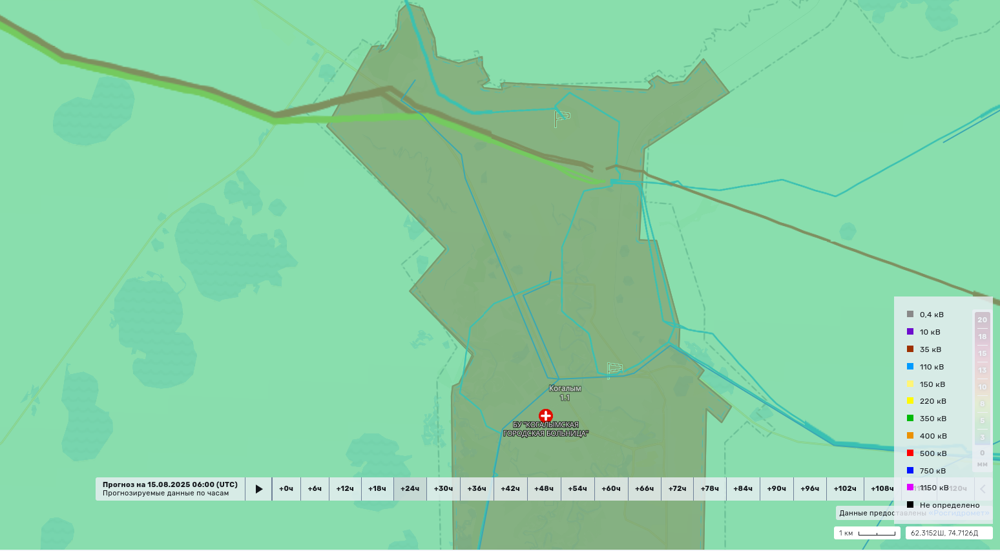 Когалым
1.1
БУ "КОГАЛЫМСКАЯ
ГОРОДСКАЯ БОЛЬНИЦА"
0,4 кВ
10 кВ
35 кВ
110 кВ
150 кВ
220 кВ
350 кВ
400 кВ
500 кВ
750 кВ
1150 кВ
Не определено
20
18
15
13
10
8
5
3
0
мм
Прогноз на 15.08.2025 06:00 (UTC)
Прогнозируемые данные по часам
+0ч +6ч +12ч +18ч +24ч +30ч +36ч +42ч +48ч +54ч +60ч +66ч +72ч +78ч +84ч +90ч +96ч +102ч +108ч +120ч
Данные предоставлены «Росгидромет»
1 км
62.3152Ш, 74.7126Д